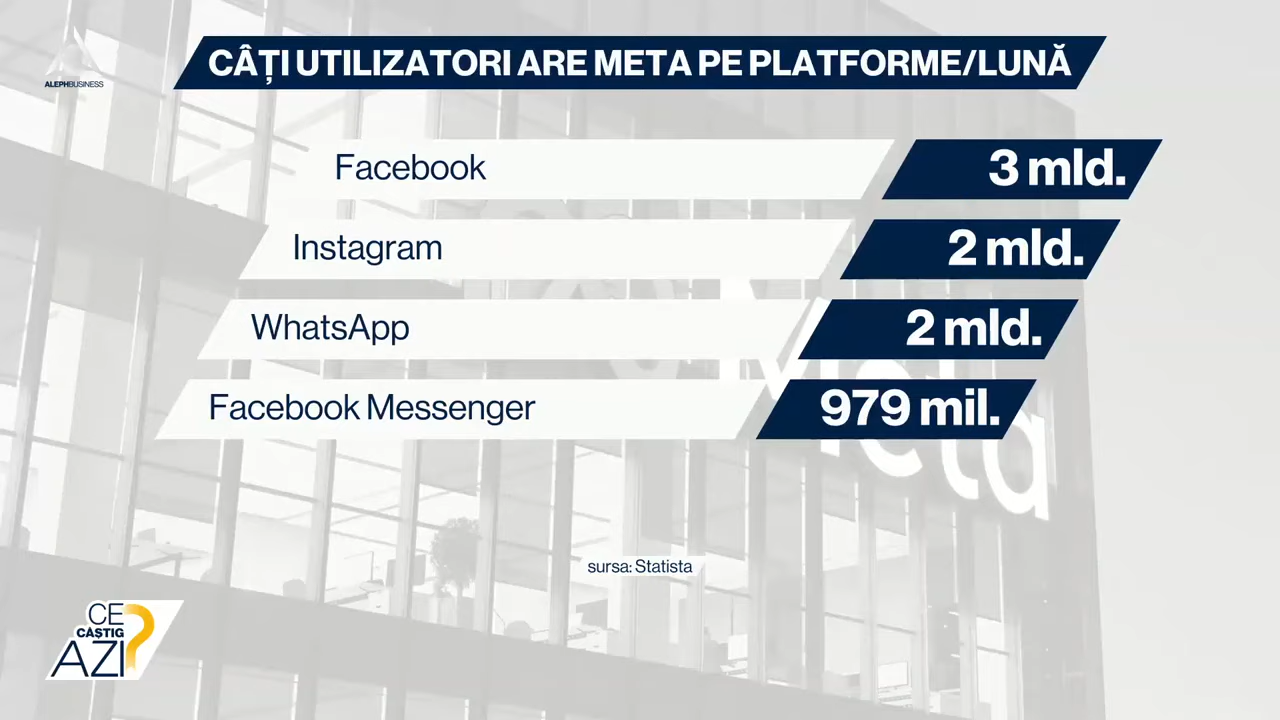 CÂȚI UTILIZATORI ARE META PE PLATFORME/LUNĂ
ALEPHBUSINESS
Facebook 3 mld.
Instagram 2 mld.
WhatsApp 2 mld.
Facebook Messenger 979 mil.
Meta
sursa: Statista
CE
CÂȘTIG
AZI?